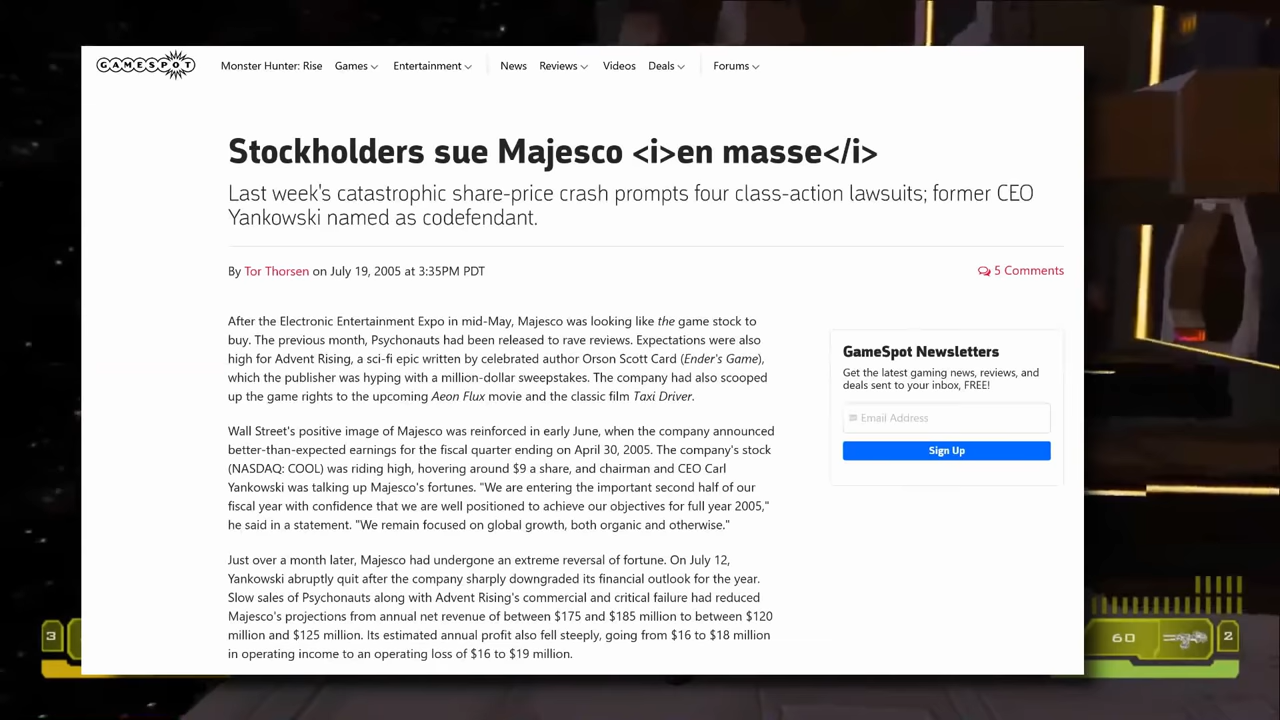 GAMESPOT
Monster Hunter: Rise Games Entertainment News Reviews Videos Deals Forums
Stockholders sue Majesco <i>en masse</i>
Last week's catastrophic share-price crash prompts four class-action lawsuits; former CEO
Yankowski named as codefendant.
By Tor Thorsen on July 19, 2005 at 3:35PM PDT
5 Comments
After the Electronic Entertainment Expo in mid-May, Majesco was looking like the game stock to
buy. The previous month, Psychonauts had been released to rave reviews. Expectations were also
high for Advent Rising, a sci-fi epic written by celebrated author Orson Scott Card (Ender's Game),
which the publisher was hyping with a million-dollar sweepstakes. The company had also scooped
up the game rights to the upcoming Aeon Flux movie and the classic film Taxi Driver.
Wall Street's positive image of Majesco was reinforced in early June, when the company announced
better-than-expected earnings for the fiscal quarter ending on April 30, 2005. The company's stock
(NASDAQ: COOL) was riding high, hovering around $9 a share, and chairman and CEO Carl
Yankowski was talking up Majesco's fortunes. "We are entering the important second half of our
fiscal year with confidence that we are well positioned to achieve our objectives for full year 2005,"
he said in a statement. "We remain focused on global growth, both organic and otherwise."
Just over a month later, Majesco had undergone an extreme reversal of fortune. On July 12,
Yankowski abruptly quit after the company sharply downgraded its financial outlook for the year.
Slow sales of Psychonauts along with Advent Rising's commercial and critical failure had reduced
Majesco's projections from annual net revenue of between $175 and $185 million to between $120
million and $125 million. Its estimated annual profit also fell steeply, going from $16 to $18 million
in operating income to an operating loss of $16 to $19 million.
GameSpot Newsletters
Get the latest gaming news, reviews, and
deals sent to your inbox, FREE!
Email Address
Sign Up
3
60
2